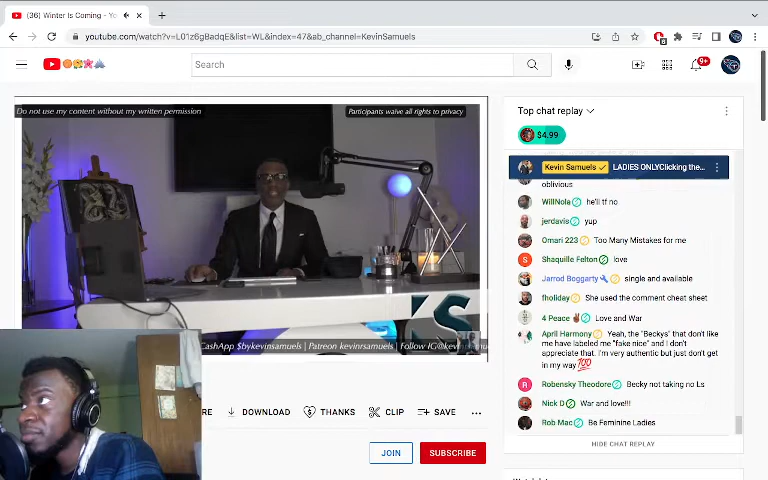 (36) Winter Is Coming - Yo
youtube.com/watch?v=L01z6gBadqE&list=WL&index=47&ab_channel=KevinSamuels
8
Search
9+
Do not use my content without my written permission
Participants waive all rights to privacy
CashApp $bykevinsamuels | Patreon kevinrsamuels | Follow IG@kevi
RE
DOWNLOAD
THANKS
CLIP
SAVE
JOIN
SUBSCRIBE
Top chat replay
$4.99
Kevin Samuels LADIES ONLYClicking the...
oblivious
WillNola he'll tf no
jerdavis yup
Omari 223 Too Many Mistakes for me
Shaquille Felton love
Jarrod Boggarty single and available
fholiday She used the comment cheat sheet
4 Peace Love and War
April Harmony Yeah, the "Beckys" that don't like
me have labeled me "fake nice" and I don't
appreciate that. I'm very authentic but just don't get
in my way 💯
Robensky Theodore Becky not taking no Ls
Nick D War and love!!!
Rob Mac Be Feminine Ladies
HIDE CHAT REPLAY